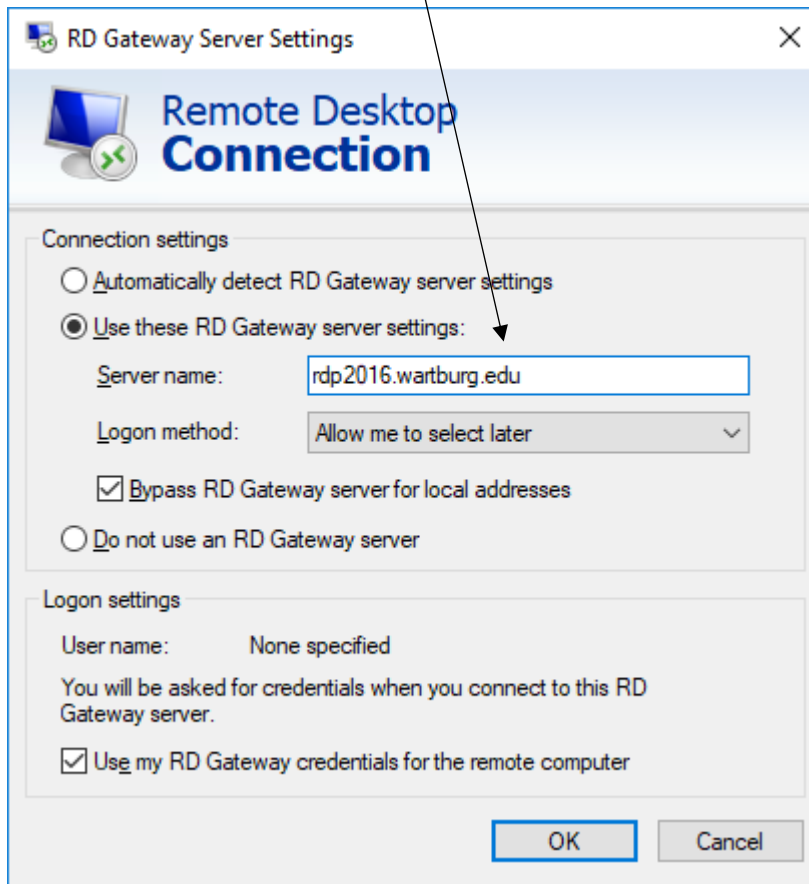 RD Gateway Server Settings
Remote Desktop
Connection
Connection settings
Automatically detect RD Gateway server settings
Use these RD Gateway server settings:
Server name: rdp2016.wartburg.edu
Logon method: Allow me to select later
Bypass RD Gateway server for local addresses
Do not use an RD Gateway server
Logon settings
User name: None specified
You will be asked for credentials when you connect to this RD
Gateway server.
Use my RD Gateway credentials for the remote computer
OK Cancel